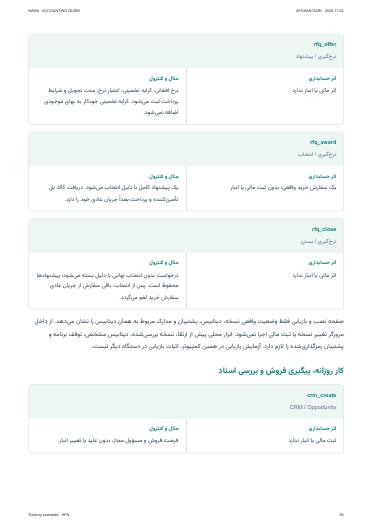 NAWA · ACCOUNTING GUIDE
AFGHAN DARI · 2026.11.02
rfq_offer
نرخ‌گیری / پیشنهاد
اثر حسابداری
اثر مالی یا انبار ندارد
مثال و کنترول
نرخ افغانی، کرایه تخمینی، اعتبار نرخ، مدت تحویل و شرایط
پرداخت ثبت می‌شود. کرایه تخمینی خودکار به بهای موجودی
اضافه نمی‌شود.
rfq_award
نرخ‌گیری / انتخاب
اثر حسابداری
یک سفارش خرید واقعی؛ بدون ثبت مالی یا انبار
مثال و کنترول
یک پیشنهاد کامل با دلیل انتخاب می‌شود. دریافت کالا، بل
تأمین‌کننده و پرداخت بعداً جریان عادی خود را دارد.
rfq_close
نرخ‌گیری / بستن
اثر حسابداری
اثر مالی یا انبار ندارد
مثال و کنترول
درخواست بدون انتخاب نهایی با دلیل بسته می‌شود؛ پیشنهادها
محفوظ است. پس از انتخاب، باقی سفارش از جریان عادی
سفارش خرید لغو می‌گردد.
صفحه نصب و بازیابی فقط وضعیت واقعی نسخه، دیتابیس، پشتیبان و مدارک مربوط به همان دیتابیس را نشان می‌دهد. از داخل
مرورگر تغییر نسخه یا ثبت مالی اجرا نمی‌شود. ابزار محلی پیش از ارتقا، نسخه بررسی‌شده، دیتابیس مشخص، توقف برنامه و
پشتیبان رمزگذاری‌شده را لازم دارد. آزمایش بازیابی در همین کمپیوتر، اثبات بازیابی در دستگاه دیگر نیست.
کار روزانه، پیگیری فروش و بررسی اسناد
crm_create
CRM / Opportunity
اثر حسابداری
ثبت مالی یا انبار ندارد
مثال و کنترول
فرصت فروش و مسؤول مجاز، بدون عاید یا تغییر انبار.
Training examples · AFN